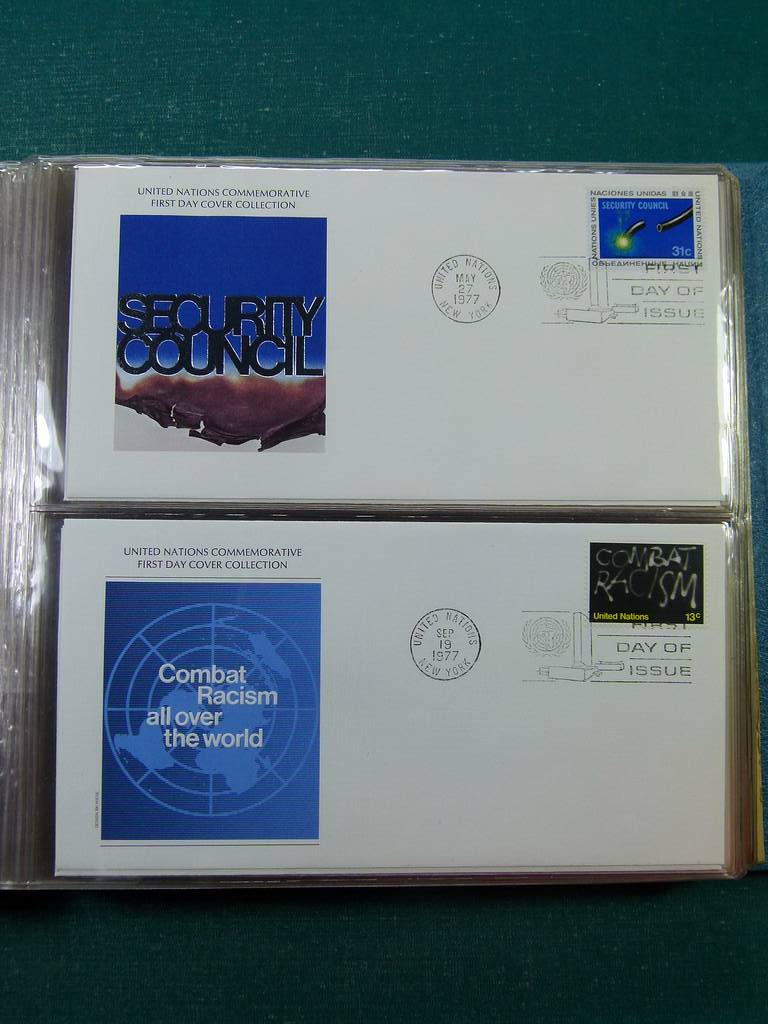 UNITED NATIONS COMMEMORATIVE
FIRST DAY COVER COLLECTION
SECURITY
COUNCIL
UNITED NATIONS
MAY
27
1977
NEW YORK
NACIONES UNIDAS
NATIONS UNIES
SECURITY COUNCIL
31c
UNITED NATIONS
ОБЪЕДИНЕННЫЕ НАЦИИ
FIRST
DAY OF
ISSUE
UNITED NATIONS COMMEMORATIVE
FIRST DAY COVER COLLECTION
Combat
Racism
all over
the world
UNITED NATIONS
SEP
19
1977
NEW YORK
COMBAT
RACISM
United Nations 13c
FIRST
DAY OF
ISSUE